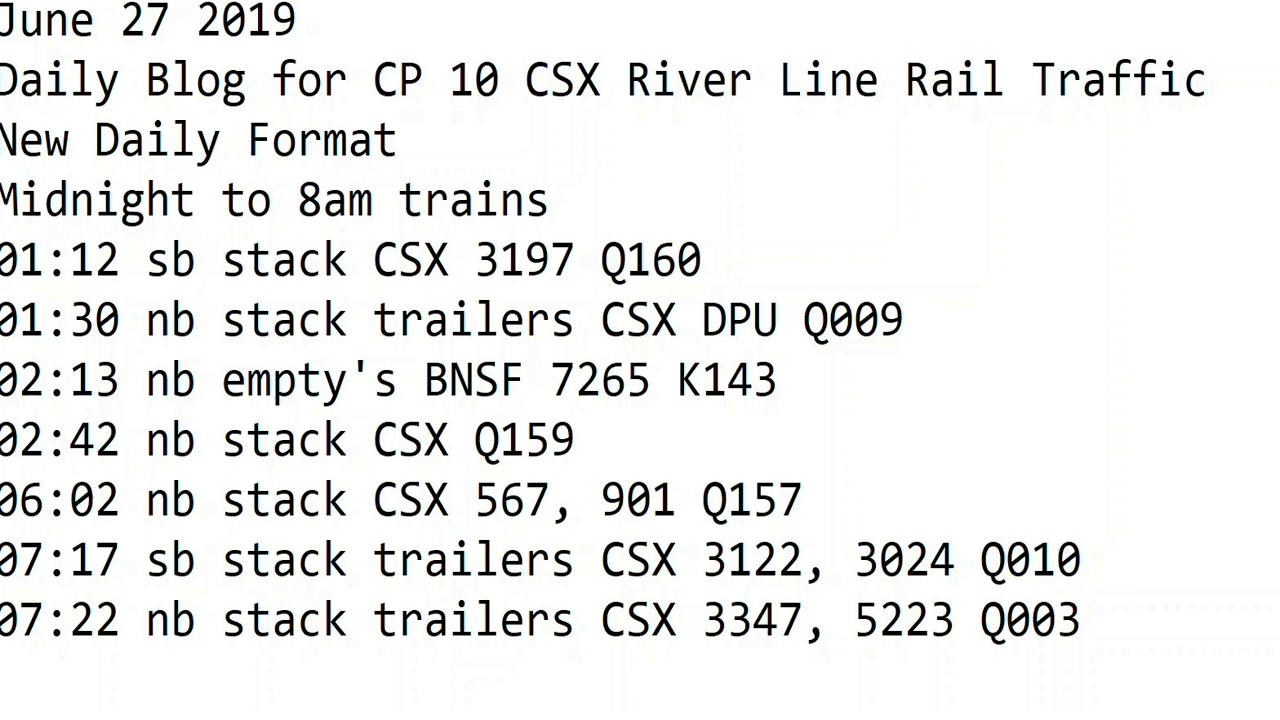 June 27 2019
Daily Blog for CP 10 CSX River Line Rail Traffic
New Daily Format
Midnight to 8am trains
01:12 sb stack CSX 3197 Q160
01:30 nb stack trailers CSX DPU Q009
02:13 nb empty's BNSF 7265 K143
02:42 nb stack CSX Q159
06:02 nb stack CSX 567, 901 Q157
07:17 sb stack trailers CSX 3122, 3024 Q010
07:22 nb stack trailers CSX 3347, 5223 Q003